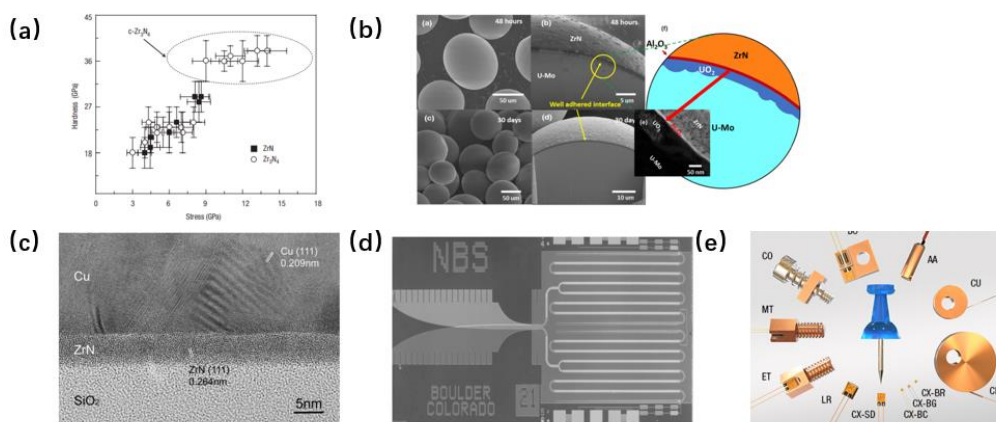 (a)
45
36
27
18
Hardness (GPa)
c-Zr₃N₄
ZrN
Zr₃N₄
3
6
9
12
15
18
Stress (GPa)
(b)
(a)
48 hours
50 um
(b)
48 hours
ZrN
U-Mo
5 um
Well adhered interface
(c)
30 days
50 um
(d)
30 days
10 um
(f)
Al₂O₃
ZrN
UO₂
U-Mo
(e)
UO₂
ZrN
U-Mo
50 nm
(c)
Cu
Cu (111)
0.209nm
ZrN
ZrN (111)
0.264nm
SiO₂
5nm
(d)
NBS
BOULDER
COLORADO
21
(e)
CO
AA
CU
MT
ET
LR
CX-SD
CX-BR
CX-BG
CX-BC